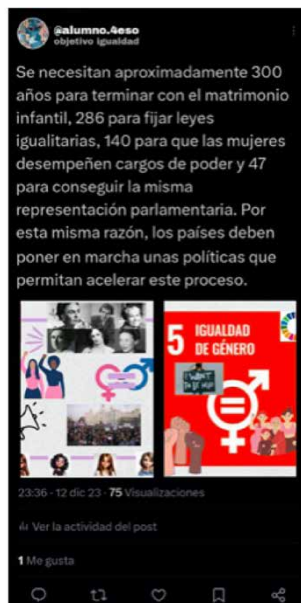 @alumno.4eso
objetivo igualdad
Se necesitan aproximadamente 300
años para terminar con el matrimonio
infantil, 286 para fijar leyes
igualitarias, 140 para que las mujeres
desempeñen cargos de poder y 47
para conseguir la misma
representación parlamentaria. Por
esta misma razón, los países deben
poner en marcha unas políticas que
permitan acelerar este proceso.
5 IGUALDAD
DE GÉNERO
23:36 · 12 dic 23 · 75 Visualizaciones
Ver la actividad del post
1 Me gusta